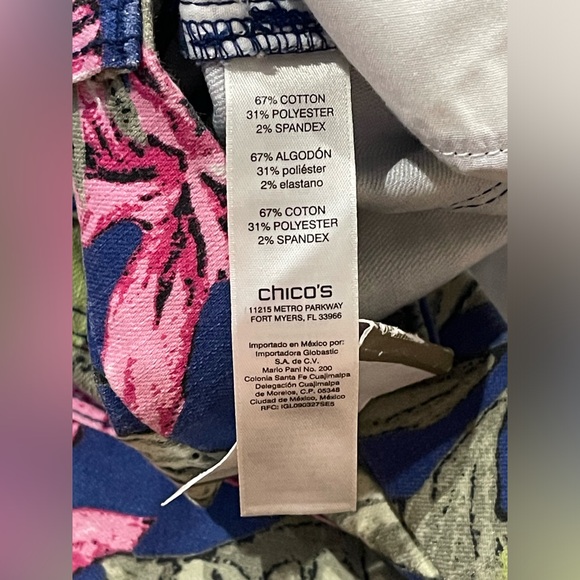 67% COTTON
31% POLYESTER
2% SPANDEX
67% ALGODÓN
31% poliéster
2% elastano
67% COTON
31% POLYESTER
2% SPANDEX
chico's
11215 METRO PARKWAY
FORT MYERS, FL 33966
Importado en México por:
Importadora Globastic
S.A. de C.V.
Mario Pani No. 200
Colonia Santa Fe Cuajimalpa
Delegación Cuajimalpa
de Morelos, C.P. 05348
Ciudad de México, México
RFC: IGL090327SE5